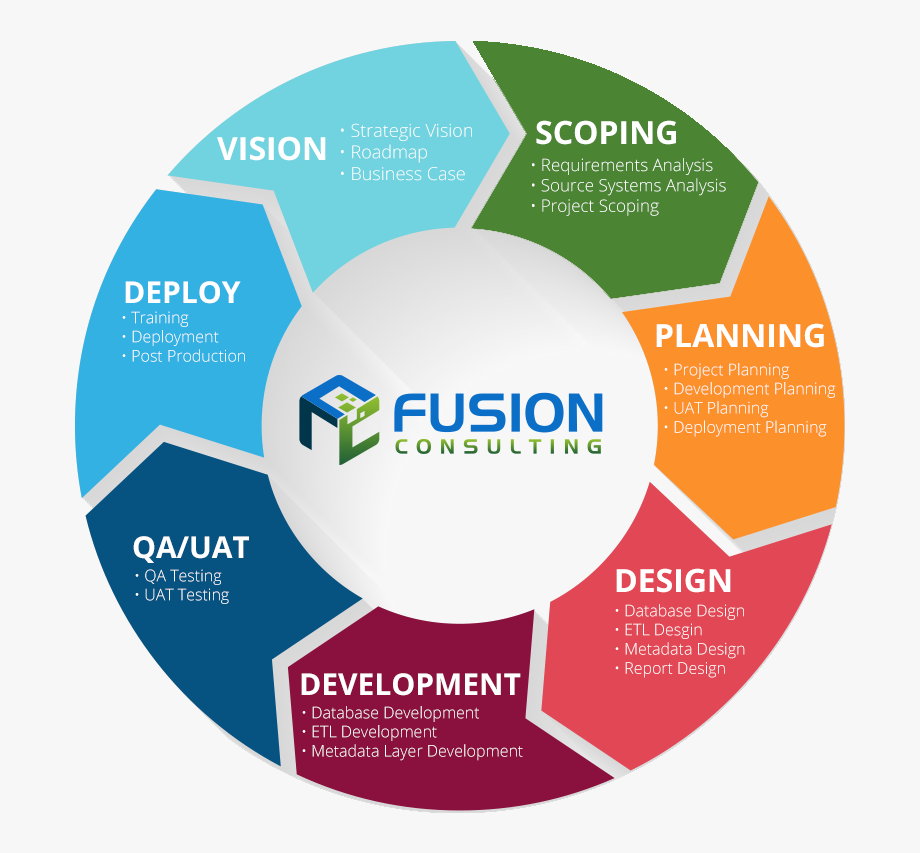 VISION
• Strategic Vision
• Roadmap
• Business Case
SCOPING
• Requirements Analysis
• Source Systems Analysis
• Project Scoping
PLANNING
• Project Planning
• Development Planning
• UAT Planning
• Deployment Planning
DESIGN
• Database Design
• ETL Desgin
• Metadata Design
• Report Design
DEVELOPMENT
• Database Development
• ETL Development
• Metadata Layer Development
QA/UAT
• QA Testing
• UAT Testing
DEPLOY
• Training
• Deployment
• Post Production
FUSION
CONSULTING